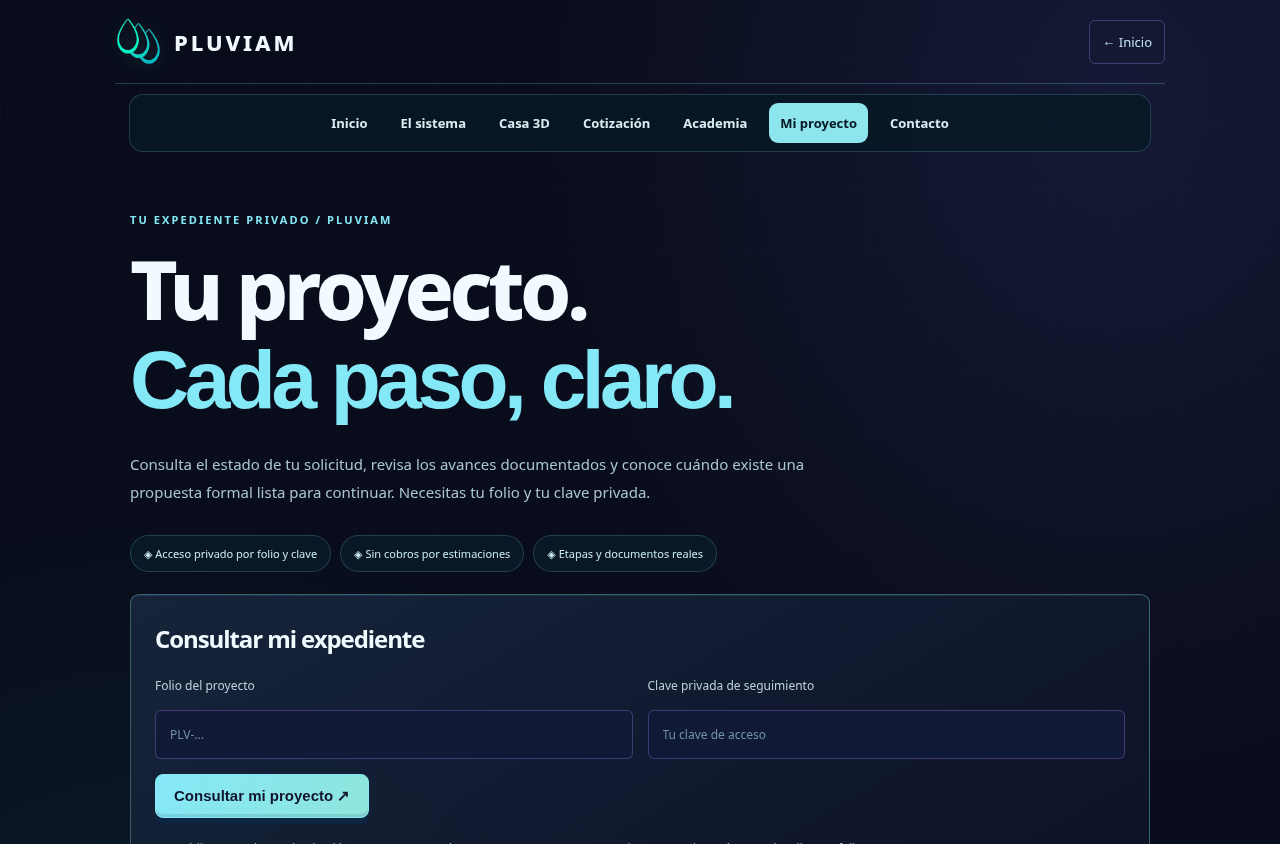 PLUVIAM
← Inicio
Inicio El sistema Casa 3D Cotización Academia Mi proyecto Contacto
TU EXPEDIENTE PRIVADO / PLUVIAM
Tu proyecto.
Cada paso, claro.
Consulta el estado de tu solicitud, revisa los avances documentados y conoce cuándo existe una
propuesta formal lista para continuar. Necesitas tu folio y tu clave privada.
◈ Acceso privado por folio y clave ◈ Sin cobros por estimaciones ◈ Etapas y documentos reales
Consultar mi expediente
Folio del proyecto Clave privada de seguimiento
PLV-... Tu clave de acceso
Consultar mi proyecto ↗